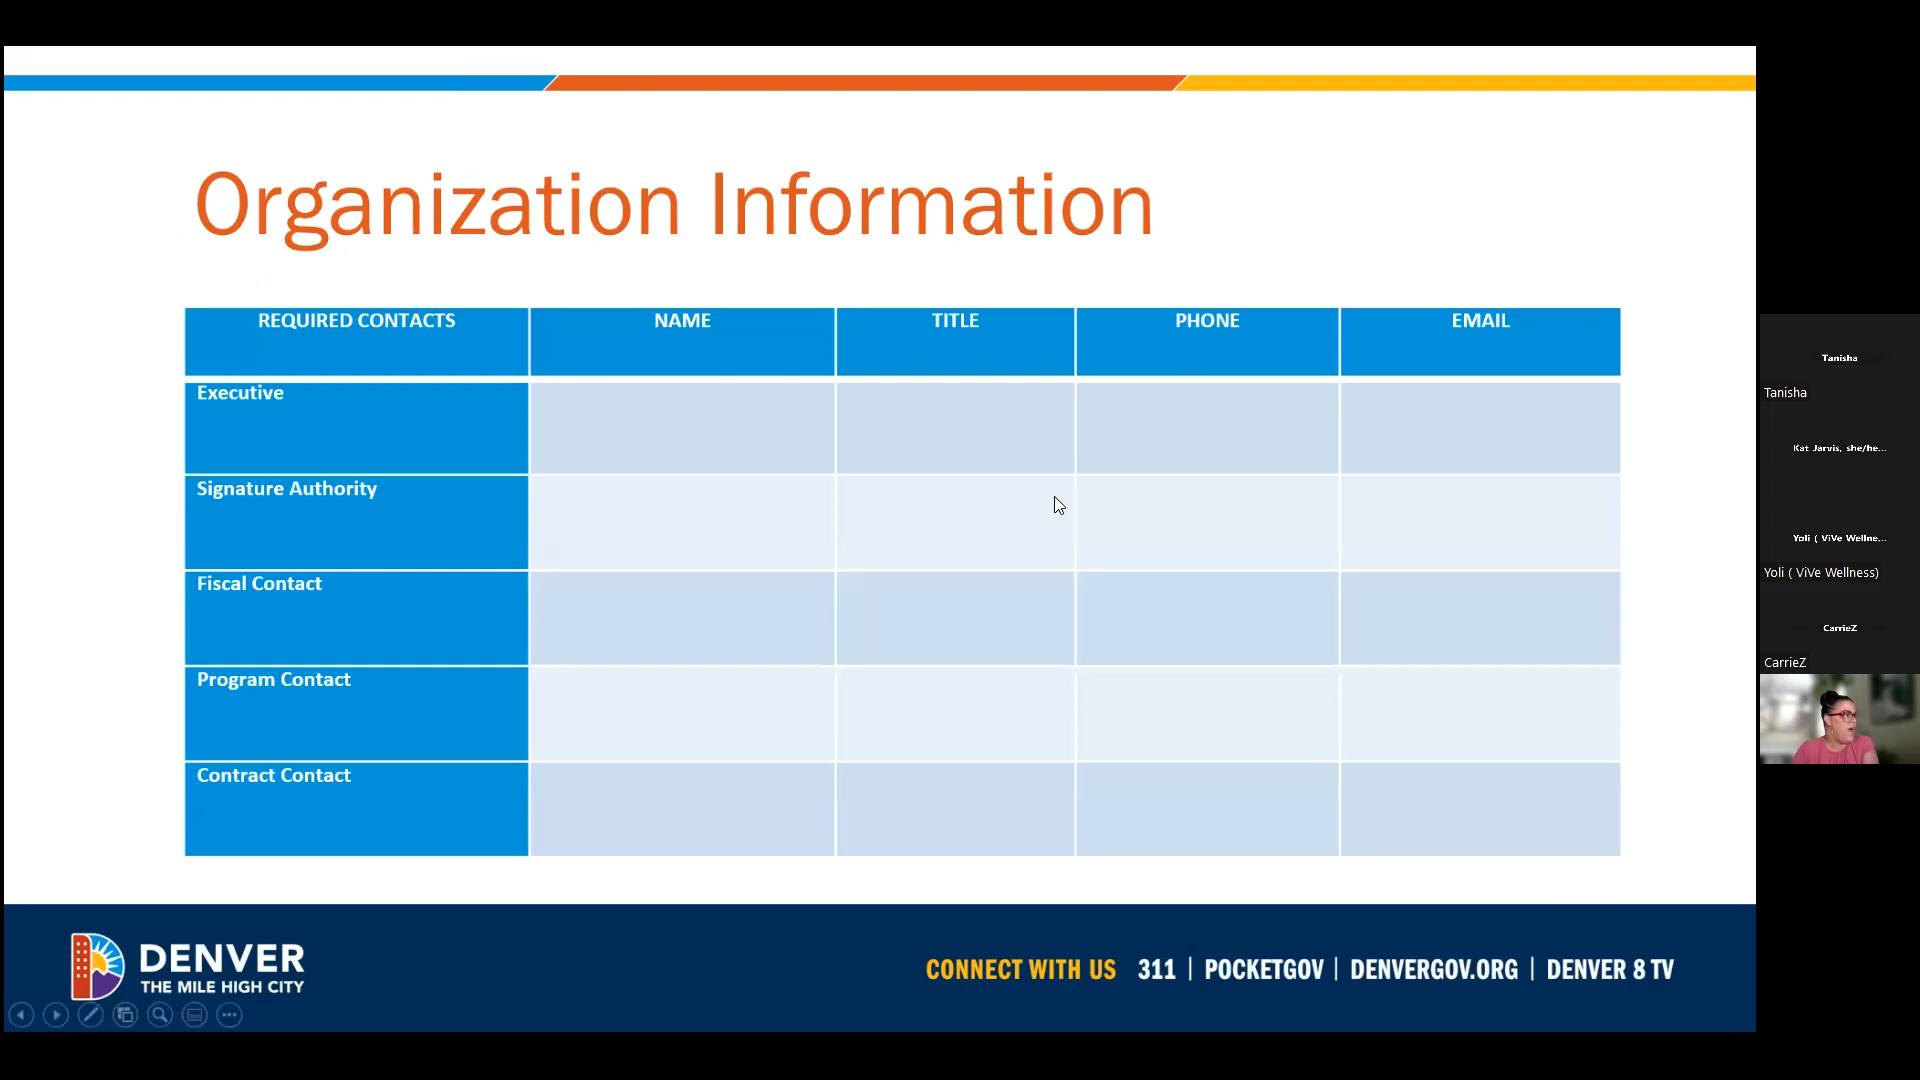 Organization Information
REQUIRED CONTACTS NAME TITLE PHONE EMAIL
Executive
Signature Authority
Fiscal Contact
Program Contact
Contract Contact
DENVER
THE MILE HIGH CITY
CONNECT WITH US 311 | POCKETGOV | DENVERGOV.ORG | DENVER 8 TV
Tanisha
Tanisha
Kat Jarvis, she/he...
Yoli ( ViVe Wellne...
Yoli ( ViVe Wellness)
CarrieZ
CarrieZ